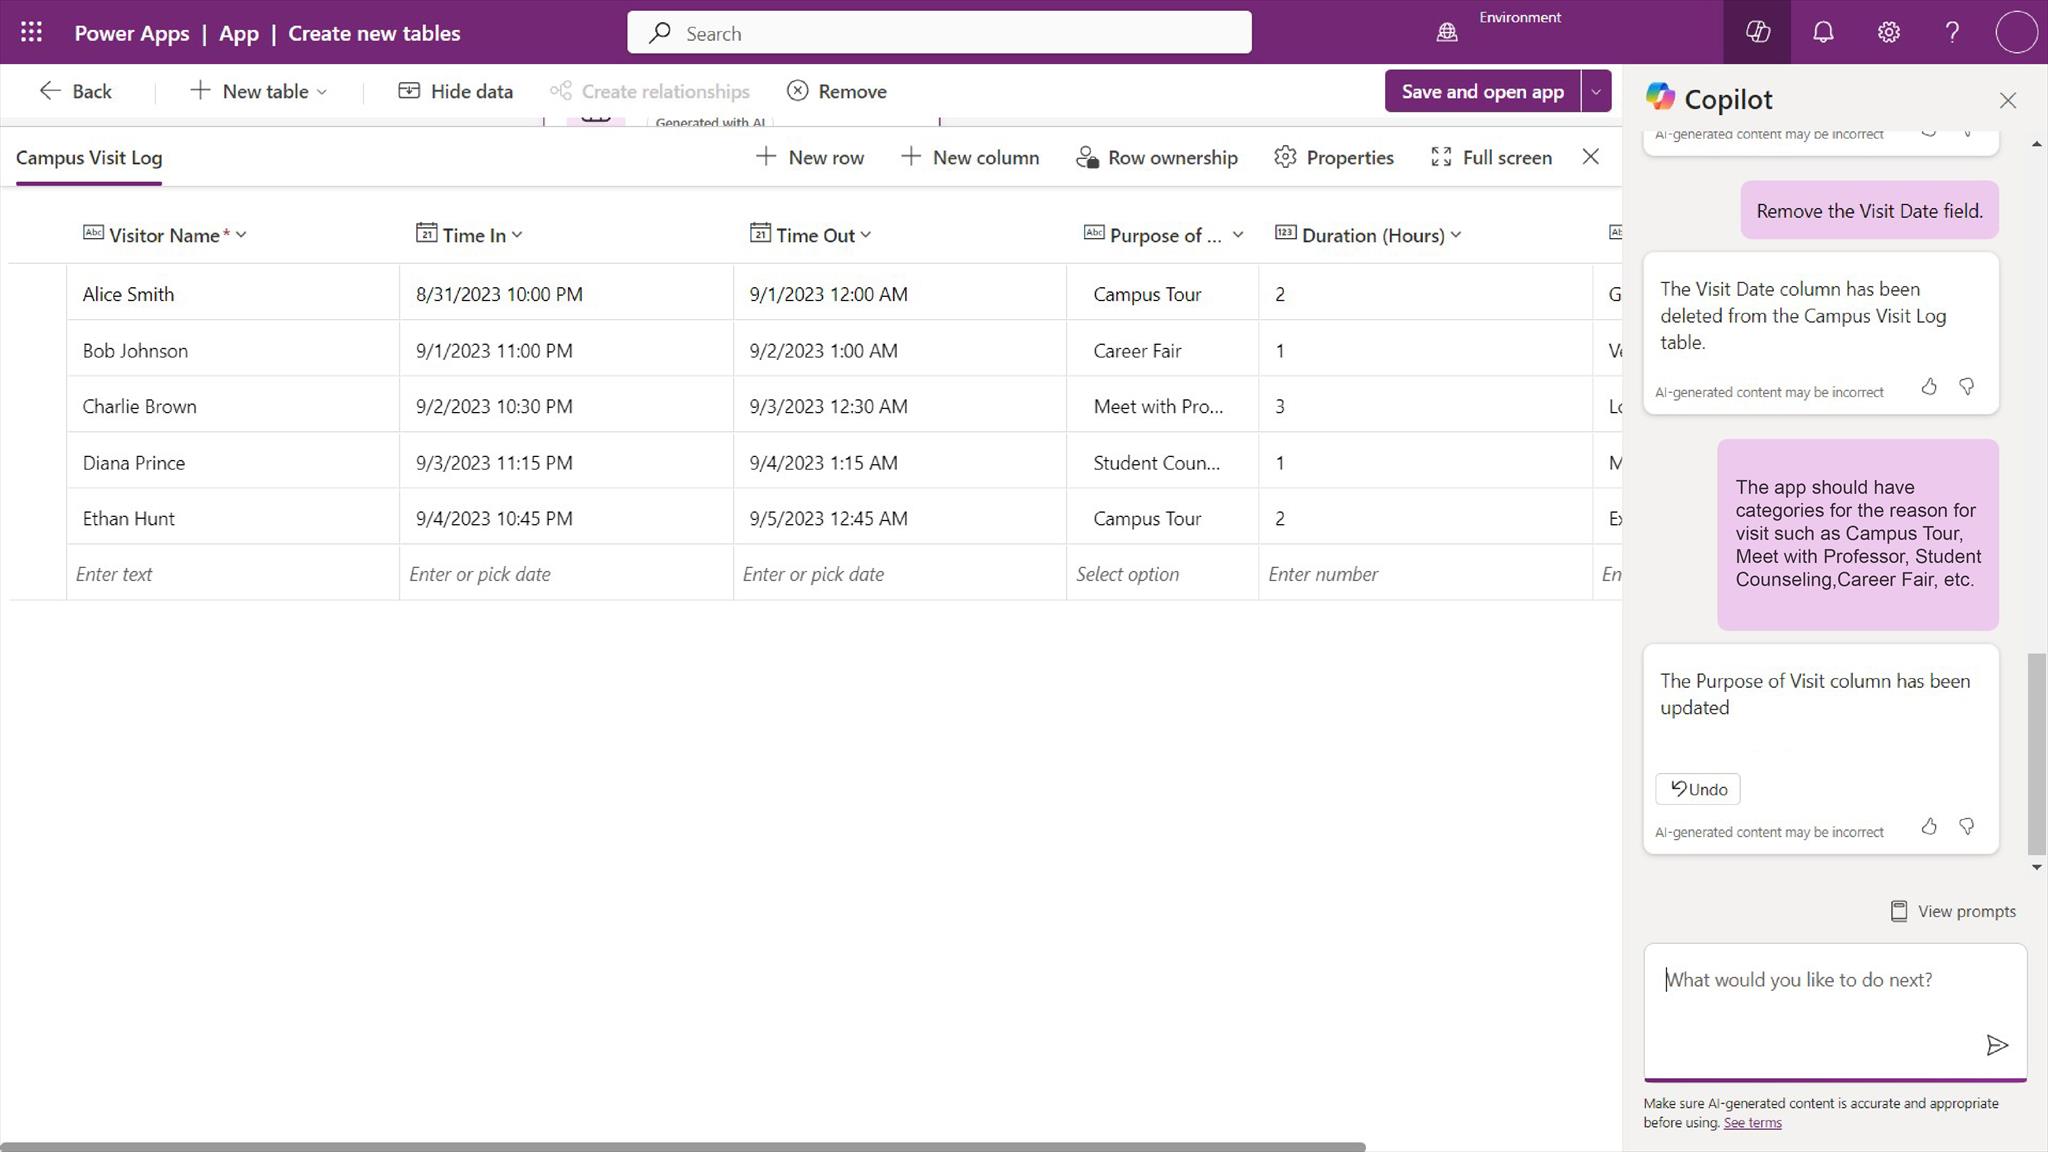 Power Apps | App | Create new tables
Search
Environment
Back
New table
Hide data
Create relationships
Remove
Save and open app
Generated with AI
Campus Visit Log
New row
New column
Row ownership
Properties
Full screen
Abc Visitor Name*
21 Time In
21 Time Out
Abc Purpose of ...
123 Duration (Hours)
Alice Smith 8/31/2023 10:00 PM 9/1/2023 12:00 AM Campus Tour 2
Bob Johnson 9/1/2023 11:00 PM 9/2/2023 1:00 AM Career Fair 1
Charlie Brown 9/2/2023 10:30 PM 9/3/2023 12:30 AM Meet with Pro... 3
Diana Prince 9/3/2023 11:15 PM 9/4/2023 1:15 AM Student Coun... 1
Ethan Hunt 9/4/2023 10:45 PM 9/5/2023 12:45 AM Campus Tour 2
Enter text Enter or pick date Enter or pick date Select option Enter number
Copilot
AI-generated content may be incorrect
Remove the Visit Date field.
The Visit Date column has been
deleted from the Campus Visit Log
table.
AI-generated content may be incorrect
The app should have
categories for the reason for
visit such as Campus Tour,
Meet with Professor, Student
Counseling,Career Fair, etc.
The Purpose of Visit column has been
updated
Undo
AI-generated content may be incorrect
View prompts
What would you like to do next?
Make sure AI-generated content is accurate and appropriate
before using. See terms